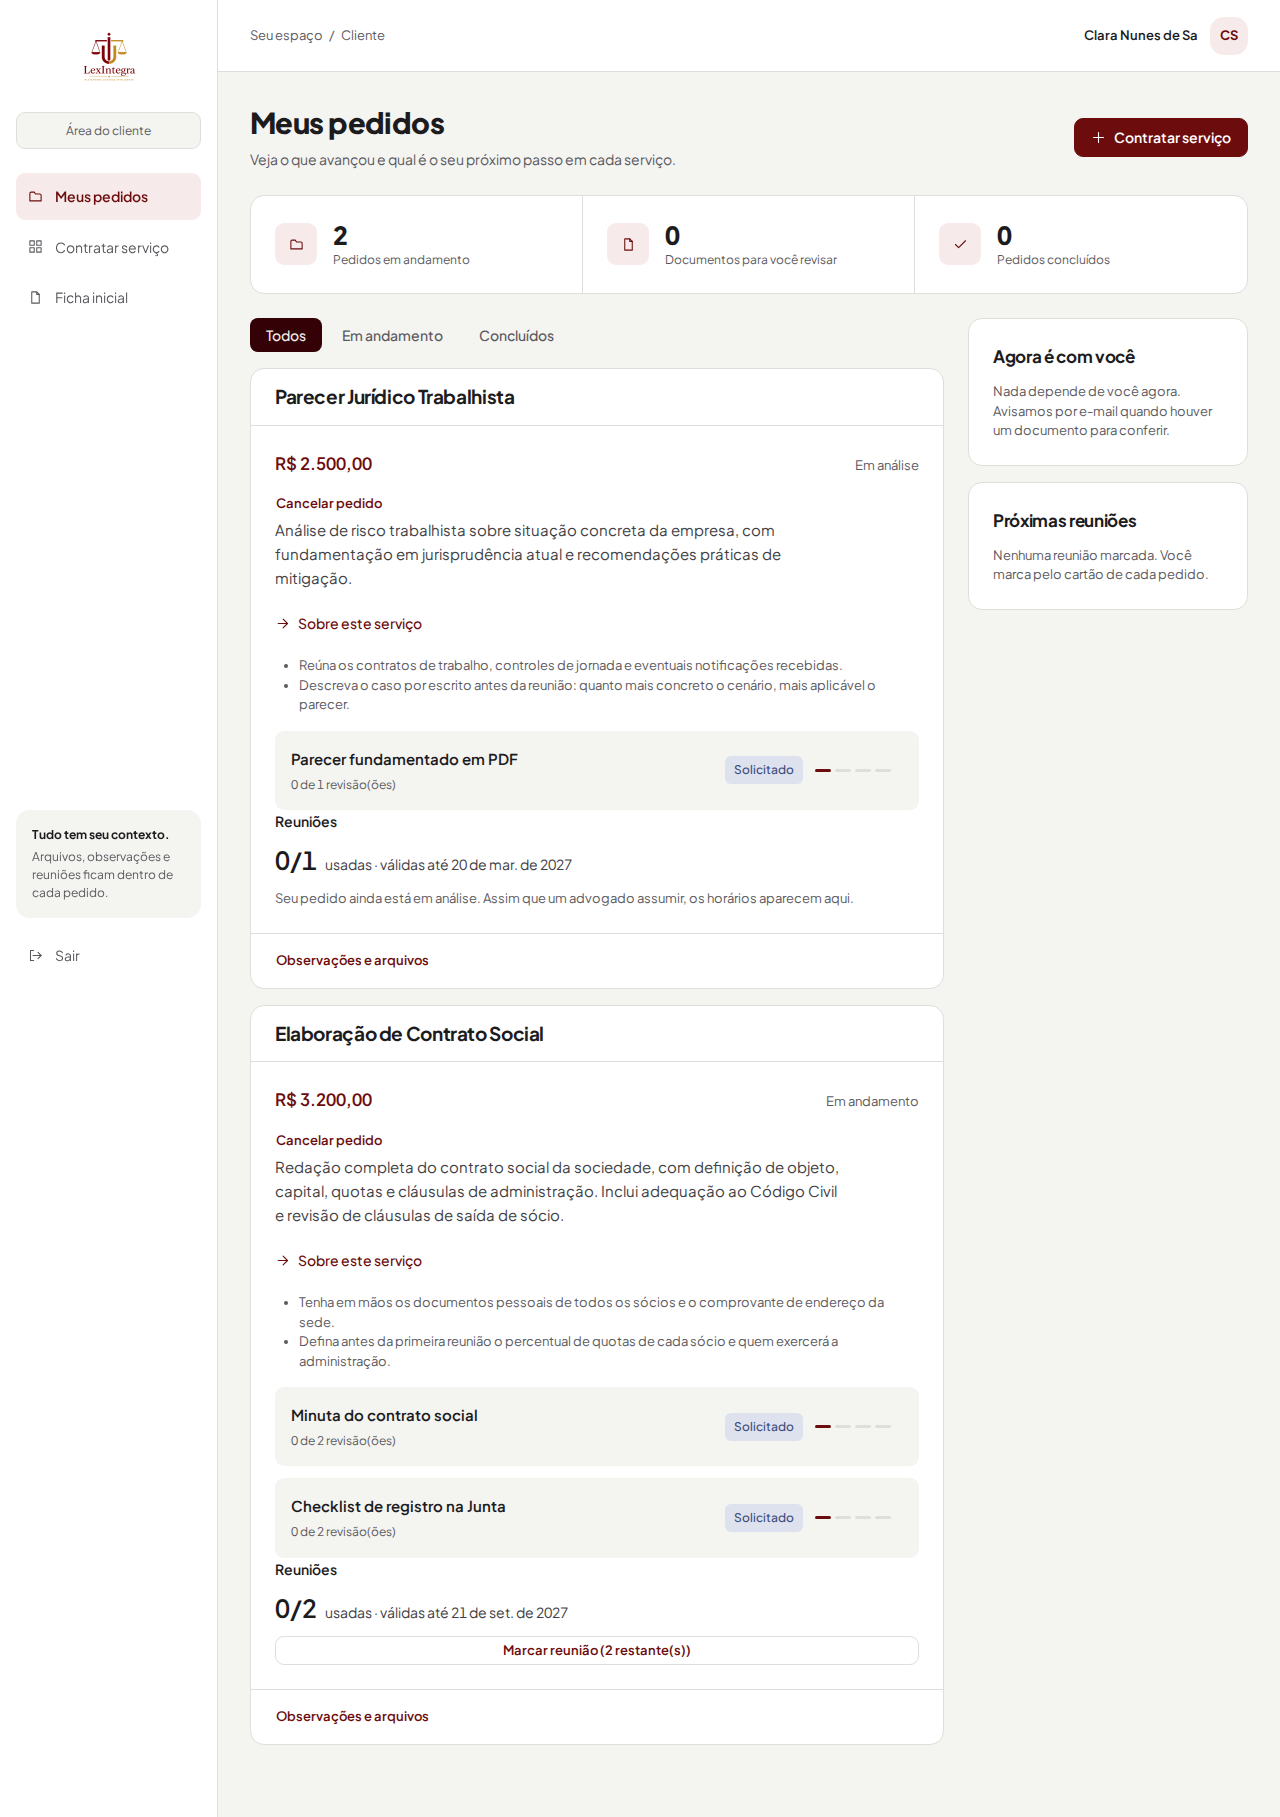 LexIntegra
Área do cliente
Meus pedidos
Contratar serviço
Ficha inicial
Tudo tem seu contexto.
Arquivos, observações e
reuniões ficam dentro de
cada pedido.
Sair
Seu espaço / Cliente
Clara Nunes de Sa
CS
Meus pedidos
Veja o que avançou e qual é o seu próximo passo em cada serviço.
Contratar serviço
2
Pedidos em andamento
0
Documentos para você revisar
0
Pedidos concluídos
Todos
Em andamento
Concluídos
Parecer Jurídico Trabalhista
R$ 2.500,00
Em análise
Cancelar pedido
Análise de risco trabalhista sobre situação concreta da empresa, com
fundamentação em jurisprudência atual e recomendações práticas de
mitigação.
Sobre este serviço
• Reúna os contratos de trabalho, controles de jornada e eventuais notificações recebidas.
• Descreva o caso por escrito antes da reunião: quanto mais concreto o cenário, mais aplicável o
parecer.
Parecer fundamentado em PDF
0 de 1 revisão(ões)
Solicitado
Reuniões
0/1 usadas · válidas até 20 de mar. de 2027
Seu pedido ainda está em análise. Assim que um advogado assumir, os horários aparecem aqui.
Observações e arquivos
Elaboração de Contrato Social
R$ 3.200,00
Em andamento
Cancelar pedido
Redação completa do contrato social da sociedade, com definição de objeto,
capital, quotas e cláusulas de administração. Inclui adequação ao Código Civil
e revisão de cláusulas de saída de sócio.
Sobre este serviço
• Tenha em mãos os documentos pessoais de todos os sócios e o comprovante de endereço da
sede.
• Defina antes da primeira reunião o percentual de quotas de cada sócio e quem exercerá a
administração.
Minuta do contrato social
0 de 2 revisão(ões)
Solicitado
Checklist de registro na Junta
0 de 2 revisão(ões)
Solicitado
Reuniões
0/2 usadas · válidas até 21 de set. de 2027
Marcar reunião (2 restante(s))
Observações e arquivos
Agora é com você
Nada depende de você agora.
Avisamos por e-mail quando houver
um documento para conferir.
Próximas reuniões
Nenhuma reunião marcada. Você
marca pelo cartão de cada pedido.